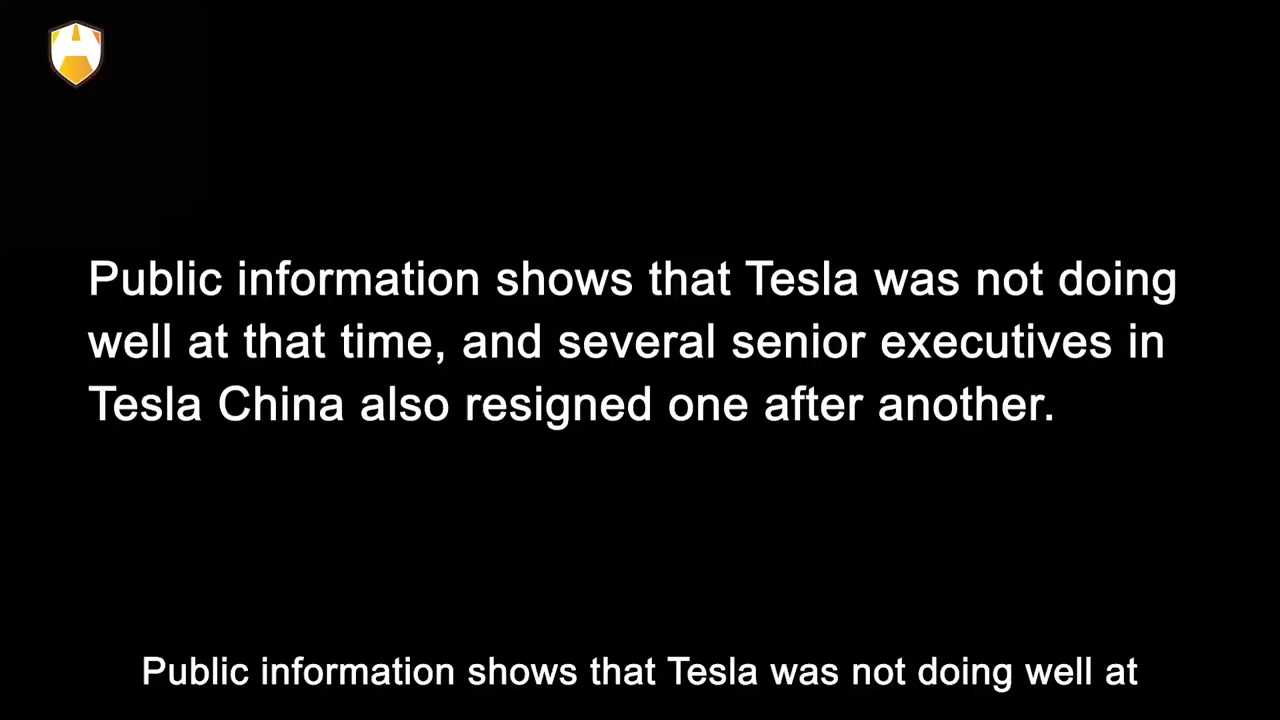 Public information shows that Tesla was not doing
well at that time, and several senior executives in
Tesla China also resigned one after another.
Public information shows that Tesla was not doing well at